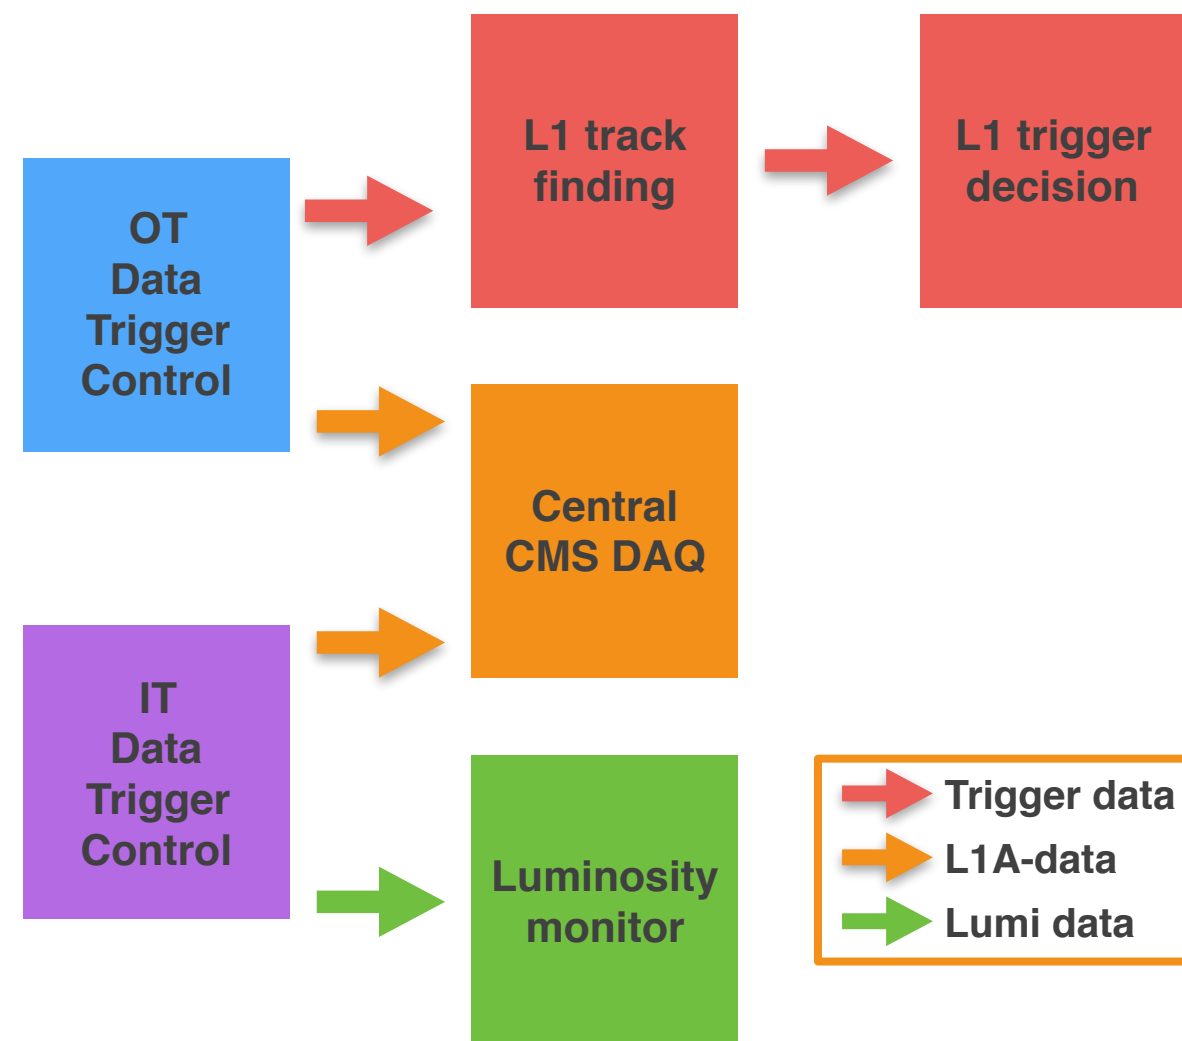 L1 track
finding
L1 trigger
decision
OT
Data
Trigger
Control
Central
CMS DAQ
IT
Data
Trigger
Control
Luminosity
monitor
Trigger data
L1A-data
Lumi data